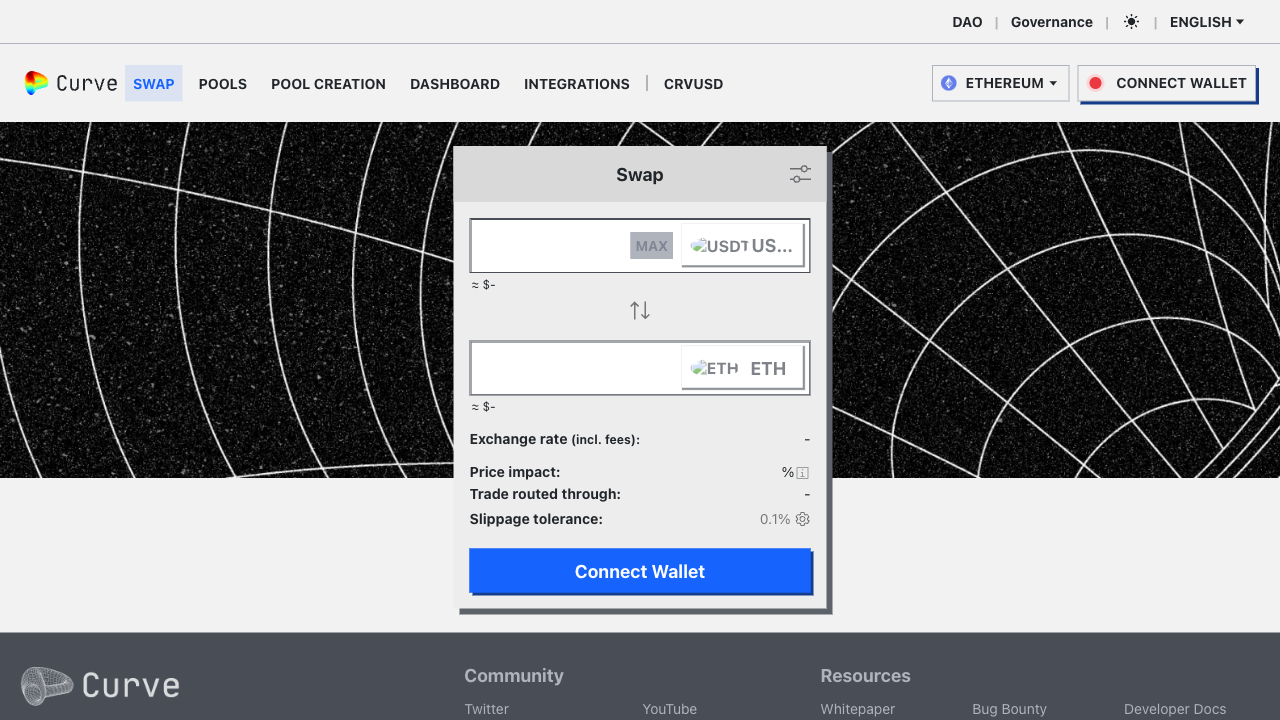 DAO | Governance | | ENGLISH
Curve SWAP POOLS POOL CREATION DASHBOARD INTEGRATIONS | CRVUSD ETHEREUM CONNECT WALLET
Swap
MAX USDT US...
≈ $-
ETH ETH
≈ $-
Exchange rate (incl. fees): -
Price impact: %
Trade routed through: -
Slippage tolerance: 0.1%
Connect Wallet
Curve
Community Resources
Twitter YouTube Whitepaper Bug Bounty Developer Docs